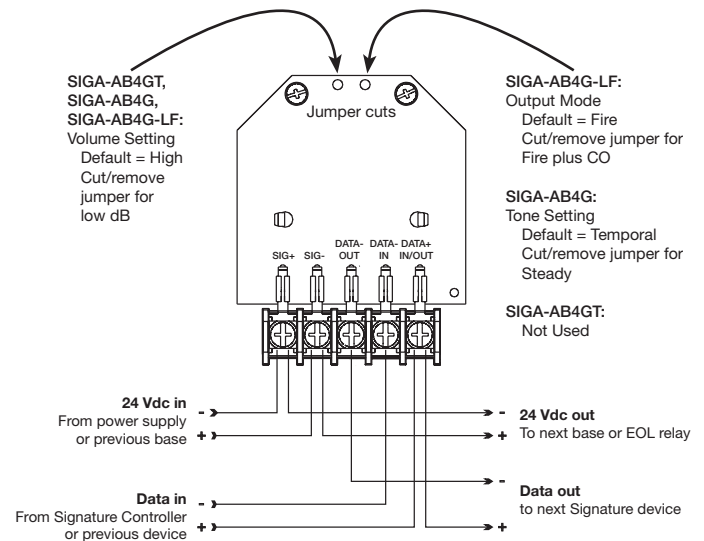 SIGA-AB4GT,
SIGA-AB4G,
SIGA-AB4G-LF:
Volume Setting
Default = High
Cut/remove
jumper for
low dB
Jumper cuts
SIGA-AB4G-LF:
Output Mode
Default = Fire
Cut/remove jumper for
Fire plus CO
SIGA-AB4G:
Tone Setting
Default = Temporal
Cut/remove jumper for
Steady
SIGA-AB4GT:
Not Used
SIG+ SIG- DATA- OUT DATA- IN DATA+ IN/OUT
24 Vdc in
From power supply
or previous base
-
+
-
+
24 Vdc out
To next base or EOL relay
Data in
From Signature Controller
or previous device
-
+
-
+
Data out
to next Signature device